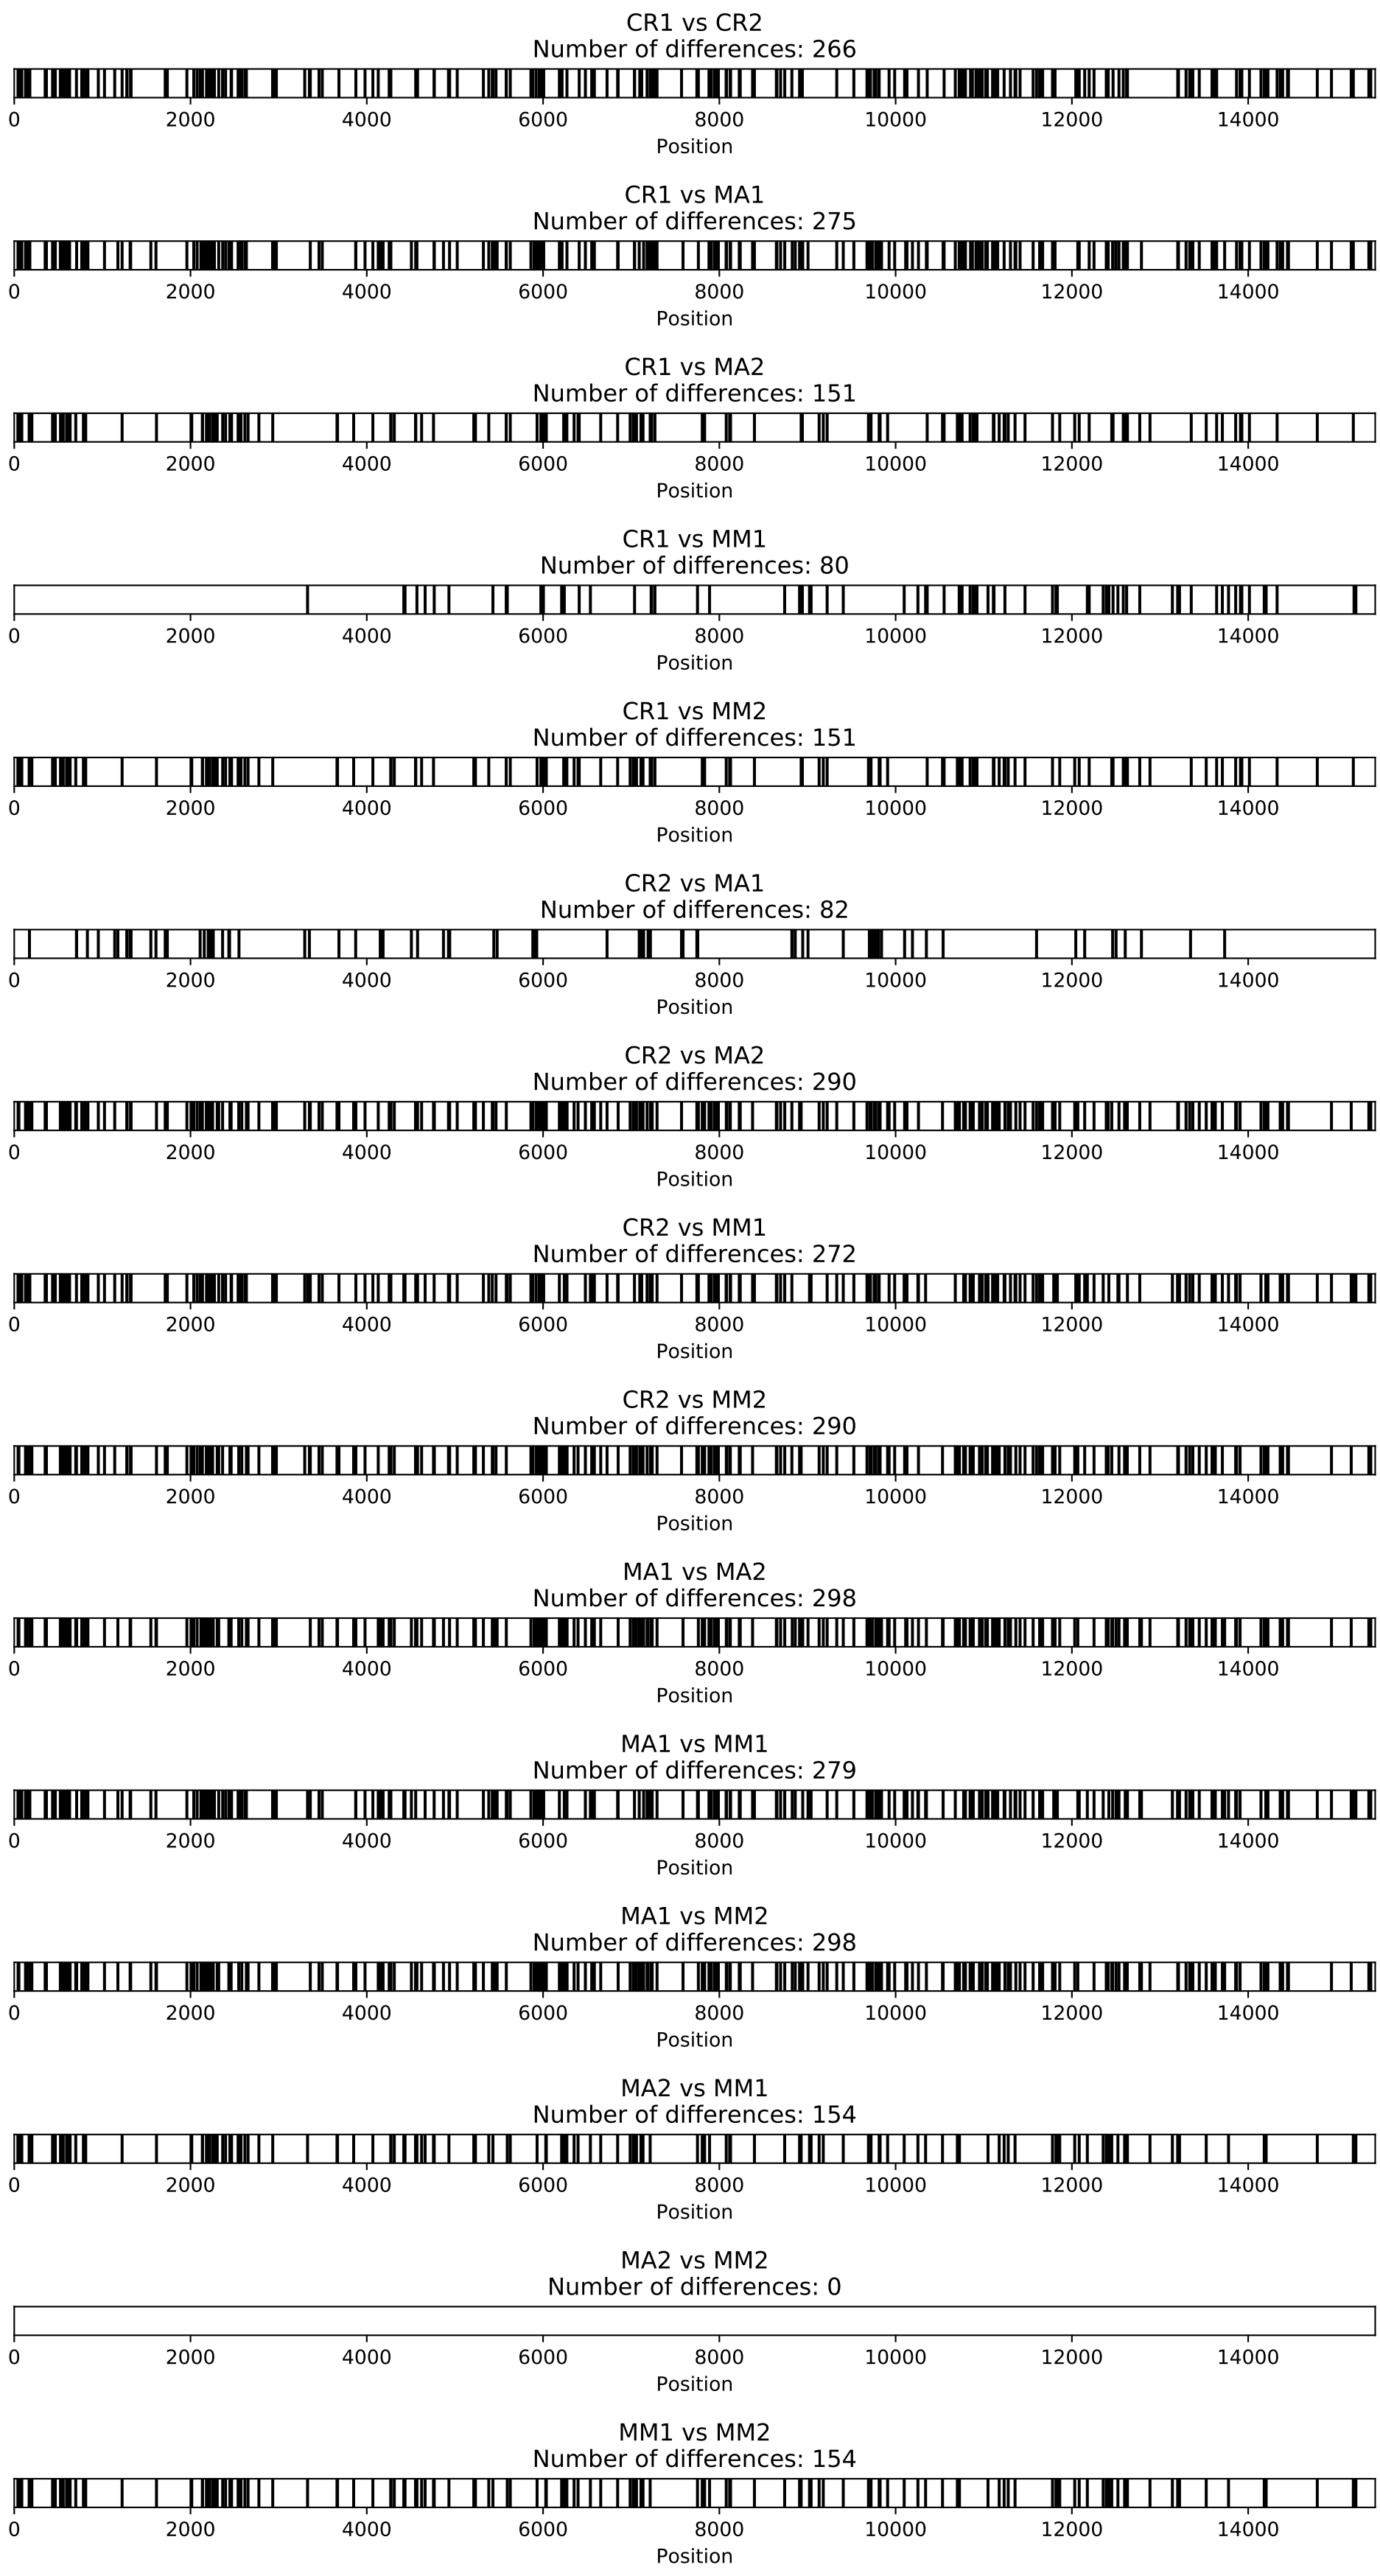 CR1 vs CR2
Number of differences: 266
0 2000 4000 6000 8000 10000 12000 14000
Position
CR1 vs MA1
Number of differences: 275
0 2000 4000 6000 8000 10000 12000 14000
Position
CR1 vs MA2
Number of differences: 151
0 2000 4000 6000 8000 10000 12000 14000
Position
CR1 vs MM1
Number of differences: 80
0 2000 4000 6000 8000 10000 12000 14000
Position
CR1 vs MM2
Number of differences: 151
0 2000 4000 6000 8000 10000 12000 14000
Position
CR2 vs MA1
Number of differences: 82
0 2000 4000 6000 8000 10000 12000 14000
Position
CR2 vs MA2
Number of differences: 290
0 2000 4000 6000 8000 10000 12000 14000
Position
CR2 vs MM1
Number of differences: 272
0 2000 4000 6000 8000 10000 12000 14000
Position
CR2 vs MM2
Number of differences: 290
0 2000 4000 6000 8000 10000 12000 14000
Position
MA1 vs MA2
Number of differences: 298
0 2000 4000 6000 8000 10000 12000 14000
Position
MA1 vs MM1
Number of differences: 279
0 2000 4000 6000 8000 10000 12000 14000
Position
MA1 vs MM2
Number of differences: 298
0 2000 4000 6000 8000 10000 12000 14000
Position
MA2 vs MM1
Number of differences: 154
0 2000 4000 6000 8000 10000 12000 14000
Position
MA2 vs MM2
Number of differences: 0
0 2000 4000 6000 8000 10000 12000 14000
Position
MM1 vs MM2
Number of differences: 154
0 2000 4000 6000 8000 10000 12000 14000
Position